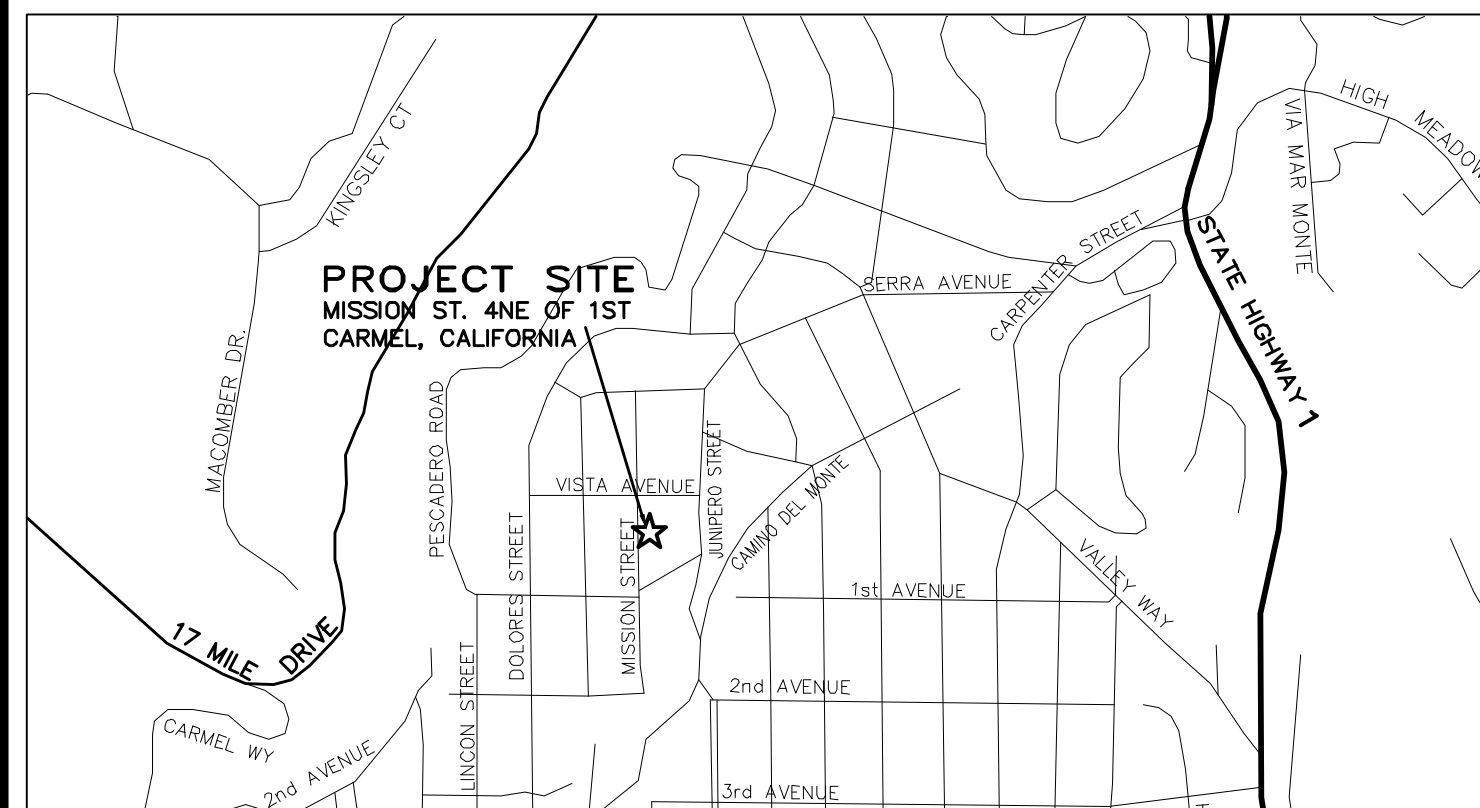 HIGH
MEADOW
VIA MAR MONTE
KINGSLEY CT
CARPENTER STREET
STATE HIGHWAY 1
PROJECT SITE
MISSION ST. 4NE OF 1ST
CARMEL, CALIFORNIA
SERRA AVENUE
MACOMBER DR.
PESCADERO ROAD
VISTA AVENUE
JUNIPERO STREET
CAMINO DEL MONTE
DOLORES STREET
MISSION STREET
VALLEY WAY
1st AVENUE
17 MILE DRIVE
LINCON STREET
2nd AVENUE
CARMEL WY
2nd AVENUE
3rd AVENUE